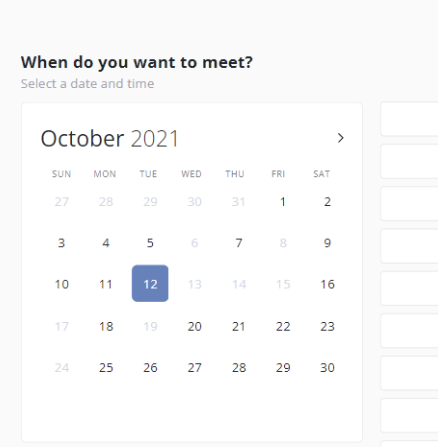 When do you want to meet?
Select a date and time
October 2021
SUN MON TUE WED THU FRI SAT
27 28 29 30 31 1 2
3 4 5 6 7 8 9
10 11 12 13 14 15 16
17 18 19 20 21 22 23
24 25 26 27 28 29 30